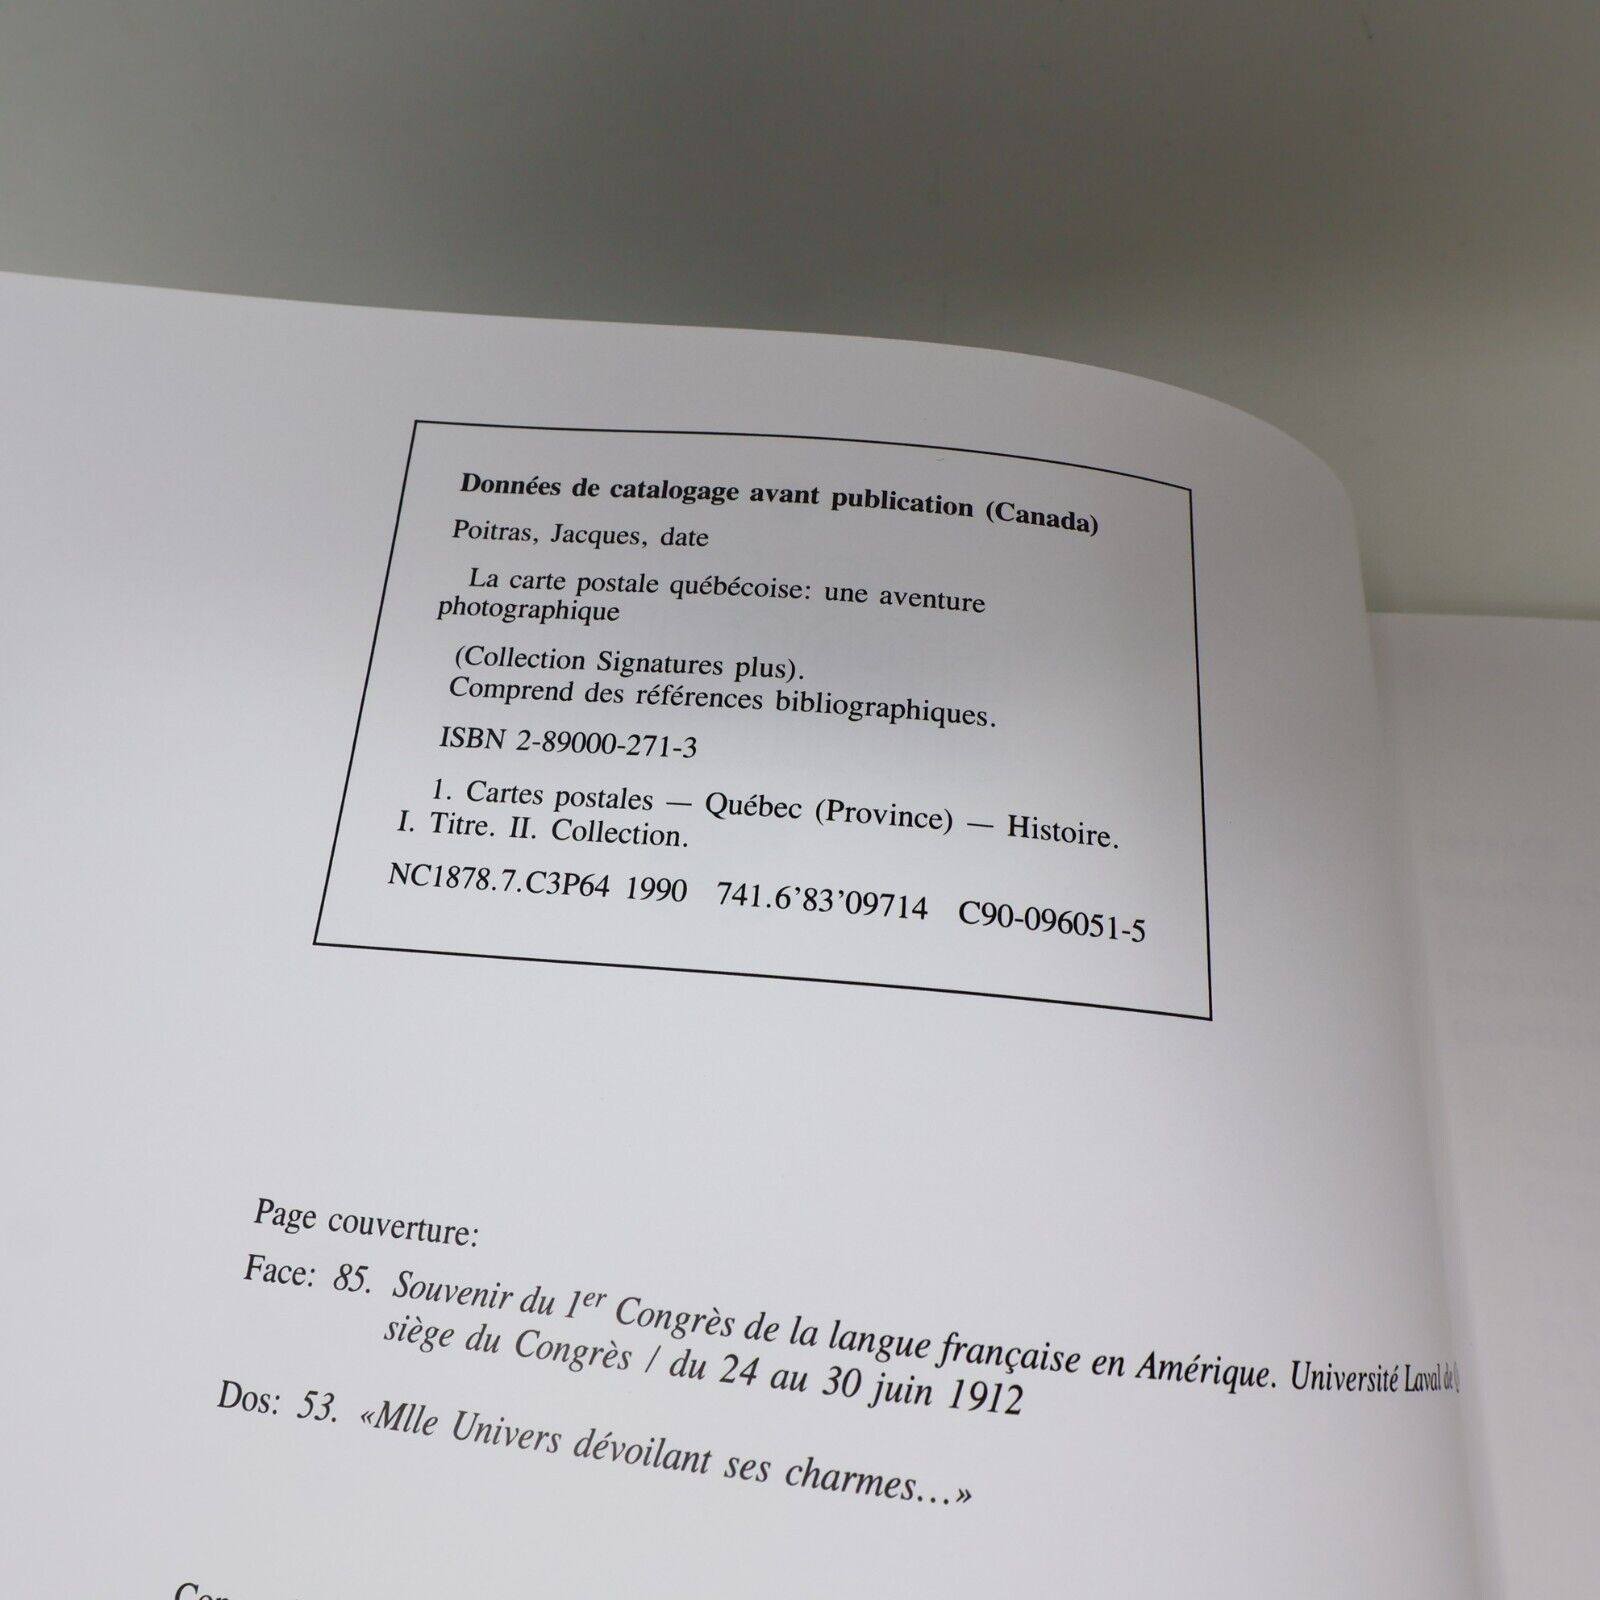 Données de catalogage avant publication (Canada)
Poitras, Jacques, date
La carte postale québécoise: une aventure
photographique
(Collection Signatures plus).
Comprend des références bibliographiques.
ISBN 2-89000-271-3
1. Cartes postales — Québec (Province) — Histoire.
I. Titre. II. Collection.
NC1878.7.C3P64 1990 741.6'83'09714 C90-096051-5
Page couverture:
Face: 85. Souvenir du 1er Congrès de la langue française en Amérique. Université Laval de
siège du Congrès / du 24 au 30 juin 1912
Dos: 53. «Mlle Univers dévoilant ses charmes...»